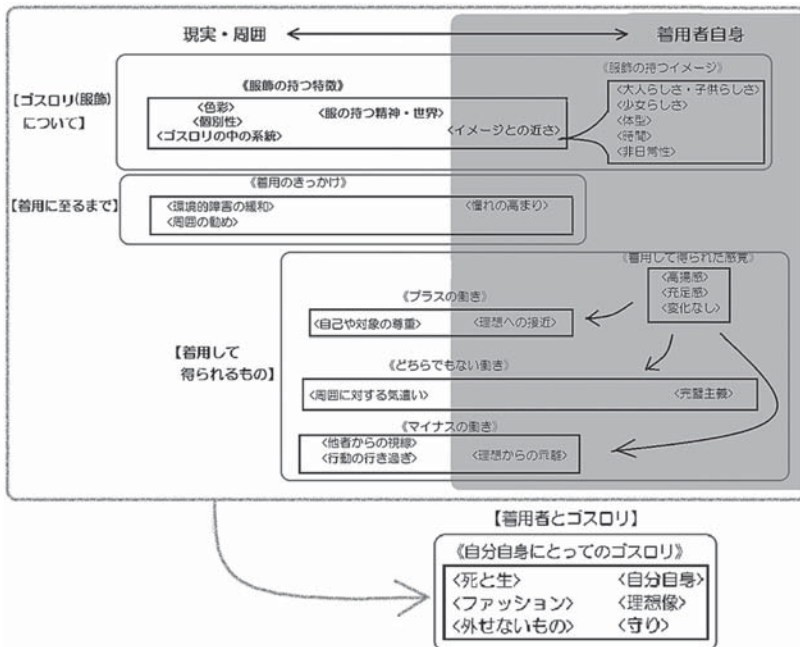 現実・周囲
着用者自身
《服飾の持つイメージ》
《服飾の持つ特徴》
【ゴスロリ(服飾)
について】
<色彩>
<服の持つ精神・世界>
<個別性>
<ゴスロリの中の系統>
<イメージとの近さ>
<大人らしさ・子供らしさ>
<少女らしさ>
<体型>
<時間>
<非日常性>
【着用に至るまで】
《着用のきっかけ》
<環境的障害の緩和>
<憧れの高まり>
<周囲の勧め>
《着用して得られた感覚》
<高揚感>
<充足感>
<変化なし>
【着用して
得られるもの】
《プラスの働き》
<自己や対象の尊重>
<理想への接近>
《どちらでもない働き》
<周囲に対する気遣い>
<完璧主義>
《マイナスの働き》
<他者からの視線>
<行動の行き過ぎ>
<理想からの乖離>
【着用者とゴスロリ】
《自分自身にとってのゴスロリ》
<死と生>
<自分自身>
<ファッション>
<理想像>
<外せないもの>
<守り>